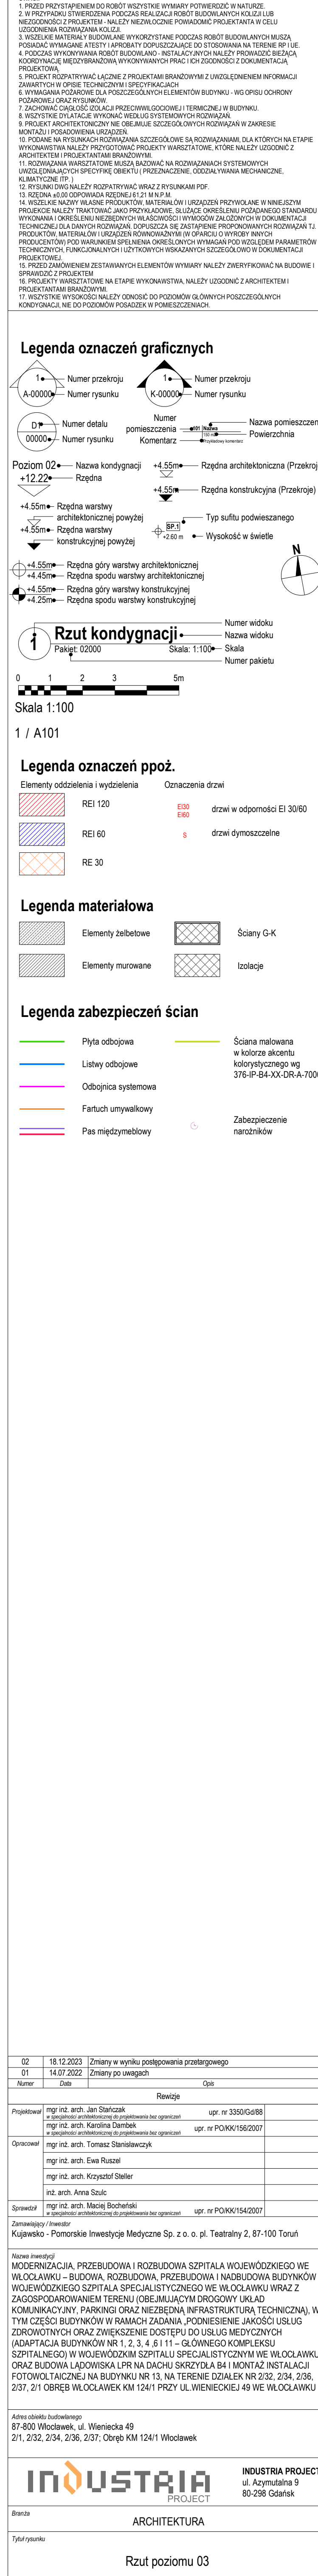 1. PRZED PRZYSTĄPIENIEM DO ROBÓT WSZYSTKIE WYMIARY POTWIERDZIĆ W NATURZE.
2. W PRZYPADKU STWIERDZENIA PODCZAS REALIZACJI ROBÓT BUDOWLANYCH KOLIZJI LUB
NIEZGODNOŚCI Z PROJEKTEM - NALEŻY NIEZWŁOCZNIE POWIADOMIĆ PROJEKTANTA W CELU
UZGODNIENIA ROZWIĄZANIA KOLIZJI.
3. WSZELKIE MATERIAŁY BUDOWLANE WYKORZYSTANE PODCZAS ROBÓT BUDOWLANYCH MUSZĄ
POSIADAĆ WYMAGANE ATESTY I APROBATY DOPUSZCZAJĄCE DO STOSOWANIA NA TERENIE RP I UE.
4. PODCZAS WYKONYWANIA ROBÓT BUDOWLANO - INSTALACYJNYCH NALEŻY PROWADZIĆ BIEŻĄCĄ
KOORDYNACJĘ MIĘDZYBRANŻOWĄ WYKONYWANYCH PRAC I ICH ZGODNOŚCI Z DOKUMENTACJĄ
PROJEKTOWĄ.
5. PROJEKT ROZPATRYWAĆ ŁĄCZNIE Z PROJEKTAMI BRANŻOWYMI Z UWZGLĘDNIENIEM INFORMACJI
ZAWARTYCH W OPISIE TECHNICZNYM I SPECYFIKACJACH
6. WYMAGANIA POŻAROWE DLA POSZCZEGÓLNYCH ELEMENTÓW BUDYNKU - WG OPISU OCHRONY
POŻAROWEJ ORAZ RYSUNKÓW.
7. ZACHOWAĆ CIĄGŁOŚĆ IZOLACJI PRZECIWWILGOCIOWEJ I TERMICZNEJ W BUDYNKU.
8. WSZYSTKIE DYLATACJE WYKONAĆ WEDŁUG SYSTEMOWYCH ROZWIĄZAŃ.
9. PROJEKT ARCHITEKTONICZNY NIE OBEJMUJE SZCZEGÓŁOWYCH ROZWIĄZAŃ W ZAKRESIE
MONTAŻU I POSADOWIENIA URZĄDZEŃ.
10. PODANE NA RYSUNKACH ROZWIĄZANIA SZCZEGÓŁOWE SĄ ROZWIĄZANIAMI, DLA KTÓRYCH NA ETAPIE
WYKONAWSTWA NALEŻY PRZYGOTOWAĆ PROJEKTY WARSZTATOWE, KTÓRE NALEŻY UZGODNIĆ Z
ARCHITEKTEM I PROJEKTANTAMI BRANŻOWYMI.
11. ROZWIĄZANIA WARSZTATOWE MUSZĄ BAZOWAĆ NA ROZWIĄZANIACH SYSTEMOWYCH
UWZGLĘDNIAJĄCYCH SPECYFIKĘ OBIEKTU ( PRZEZNACZENIE, ODDZIAŁYWANIA MECHANICZNE,
KLIMATYCZNE ITP. )
12. RYSUNKI DWG NALEŻY ROZPATRYWAĆ WRAZ Z RYSUNKAMI PDF.
13. RZĘDNA ±0,00 ODPOWIADA RZĘDNEJ 61,21 M N.P.M.
14. WSZELKIE NAZWY WŁASNE PRODUKTÓW, MATERIAŁÓW I URZĄDZEŃ PRZYWOŁANE W NINIEJSZYM
PROJEKCIE NALEŻY TRAKTOWAĆ JAKO PRZYKŁADOWE, SŁUŻĄCE OKREŚLENIU POŻĄDANEGO STANDARDU
WYKONANIA I OKREŚLENIU NIEZBĘDNYCH WŁAŚCIWOŚCI I WYMOGÓW ZAŁOŻONYCH W DOKUMENTACJI
TECHNICZNEJ DLA DANYCH ROZWIĄZAŃ. DOPUSZCZA SIĘ ZASTĄPIENIE PROPONOWANYCH ROZWIĄZAŃ TJ.
PRODUKTÓW, MATERIAŁÓW I URZĄDZEŃ RÓWNOWAŻNYMI (W OPARCIU O WYROBY INNYCH
PRODUCENTÓW) POD WARUNKIEM SPEŁNIENIA OKREŚLONYCH WYMAGAŃ POD WZGLĘDEM PARAMETRÓW
TECHNICZNYCH, FUNKCJONALNYCH I UŻYTKOWYCH WSKAZANEGO SZCZEGÓŁOWO W DOKUMENTACJI
PROJEKTOWEJ.
15. PRZED ZAMÓWIENIEM ZESTAWIANYCH ELEMENTÓW WYMIARY NALEŻY ZWERYFIKOWAĆ NA BUDOWIE I
SPRAWDZIĆ Z PROJEKTEM
16. PROJEKTY WARSZTATOWE NA ETAPIE WYKONAWSTWA, NALEŻY UZGODNIĆ Z ARCHITEKTEM I
PROJEKTANTAMI BRANŻOWYMI.
17. WSZYSTKIE WYSOKOŚCI NALEŻY ODNOSIĆ DO POZIOMÓW GŁÓWNYCH POSZCZEGÓLNYCH
KONDYGNACJI, NIE DO POZIOMÓW POSADZEK W POMIESZCZENIACH.
Legenda oznaczeń graficznych
1 Numer przekroju 1 Numer przekroju
A-00000 Numer rysunku K-00000 Numer rysunku
D1 Numer detalu
00000 Numer rysunku
Numer pomieszczenia 101 Nazwa Nazwa pomieszczen
Powierzchnia
Komentarz Przykładowy komentarz
Poziom 02 Nazwa kondygnacji +4.55m Rzędna architektoniczna (Przekroj
+12.22 Rzędna
+4.55m Rzędna konstrukcyjna (Przekroje)
+4.55m Rzędna warstwy
architektonicznej powyżej
+4.55m Rzędna warstwy
konstrukcyjnej powyżej
SP.1 Typ sufitu podwieszanego
+2.60 m Wysokość w świetle
N
+4.55m Rzędna góry warstwy architektonicznej
+4.45m Rzędna spodu warstwy architektonicznej
+4.55m Rzędna góry warstwy konstrukcyjnej
+4.25m Rzędna spodu warstwy konstrukcyjnej
Numer widoku
1 Rzut kondygnacji Nazwa widoku
Pakiet: 02000 Skala: 1:100 Skala
Numer pakietu
0 1 2 3 5m
Skala 1:100
1 / A101
Legenda oznaczeń ppoż.
Elementy oddzielenia i wydzielenia Oznaczenia drzwi
REI 120
EI30
EI60 drzwi w odporności EI 30/60
REI 60 S drzwi dymoszczelne
RE 30
Legenda materiałowa
Elementy żelbetowe Ściany G-K
Elementy murowane Izolacje
Legenda zabezpieczeń ścian
Płyta odbojowa
Listwy odbojowe
Odbojnica systemowa
Fartuch umywalkowy
Pas międzymeblowy
Ściana malowana
w kolorze akcentu
kolorystycznego wg
376-IP-B4-XX-DR-A-700
Zabezpieczenie
narożników
02 18.12.2023 Zmiany w wyniku postępowania przetargowego
01 14.07.2022 Zmiany po uwagach
Numer Data Opis
Rewizje
Projektował mgr inż. arch. Jan Stańczak upr. nr 3350/Gd/88
w specjalności architektonicznej do projektowania bez ograniczeń
mgr inż. arch. Karolina Dambek upr. nr PO/KK/156/2007
w specjalności architektonicznej do projektowania bez ograniczeń
Opracował mgr inż. arch. Tomasz Stanisławczyk
mgr inż. arch. Ewa Ruszel
mgr inż. arch. Krzysztof Steller
inż. arch. Anna Szulc
Sprawdził mgr inż. arch. Maciej Bocheński upr. nr PO/KK/154/2007
w specjalności architektonicznej do projektowania bez ograniczeń
Zamawiający / Inwestor
Kujawsko - Pomorskie Inwestycje Medyczne Sp. z o. o. pl. Teatralny 2, 87-100 Toruń
Nazwa inwestycji
MODERNIZACJA, PRZEBUDOWA I ROZBUDOWA SZPITALA WOJEWÓDZKIEGO WE
WŁOCŁAWKU – BUDOWA, ROZBUDOWA, PRZEBUDOWA I NADBUDOWA BUDYNKÓW
WOJEWÓDZKIEGO SZPITALA SPECJALISTYCZNEGO WE WŁOCŁAWKU WRAZ Z
ZAGOSPODAROWANIEM TERENU (OBEJMUJĄCYM DROGOWY UKŁAD
KOMUNIKACYJNY, PARKINGI ORAZ NIEZBĘDNĄ INFRASTRUKTURĄ TECHNICZNĄ), W
TYM CZĘŚCI BUDYNKÓW W RAMACH ZADANIA „PODNIESIEŃ JAKOŚCI USŁUG
ZDROWOTNYCH ORAZ ZWIĘKSZENIE DOSTĘPU DO USŁUG MEDYCZNYCH
(ADAPTACJA BUDYNKÓW NR 1, 2, 3, 4 ,6 I 11 – GŁÓWNEGO KOMPLEKSU
SZPITALNEGO) W WOJEWÓDZKIM SZPITALU SPECJALISTYCZNYM WE WŁOCŁAWKU
ORAZ BUDOWA LĄDOWISKA LPR NA DACHU SKRZYDŁA B4 I MONTAŻ INSTALACJI
FOTOWOLTAICZNEJ NA BUDYNKU NR 13, NA TERENIE DZIAŁEK NR 2/32, 2/34, 2/36,
2/37, 2/1 OBRĘB WŁOCŁAWEK KM 124/1 PRZY UL.WIENIECKIEJ 49 WE WŁOCŁAWKU
Adres obiektu budowlanego
87-800 Włocławek, ul. Wieniecka 49
2/1, 2/32, 2/34, 2/36, 2/37; Obręb KM 124/1 Włocławek
INDUSTRIA PROJECT
INDUSTRIA PROJECT
ul. Azymutalna 9
80-298 Gdańsk
Branża
ARCHITEKTURA
Tytuł rysunku
Rzut poziomu 03